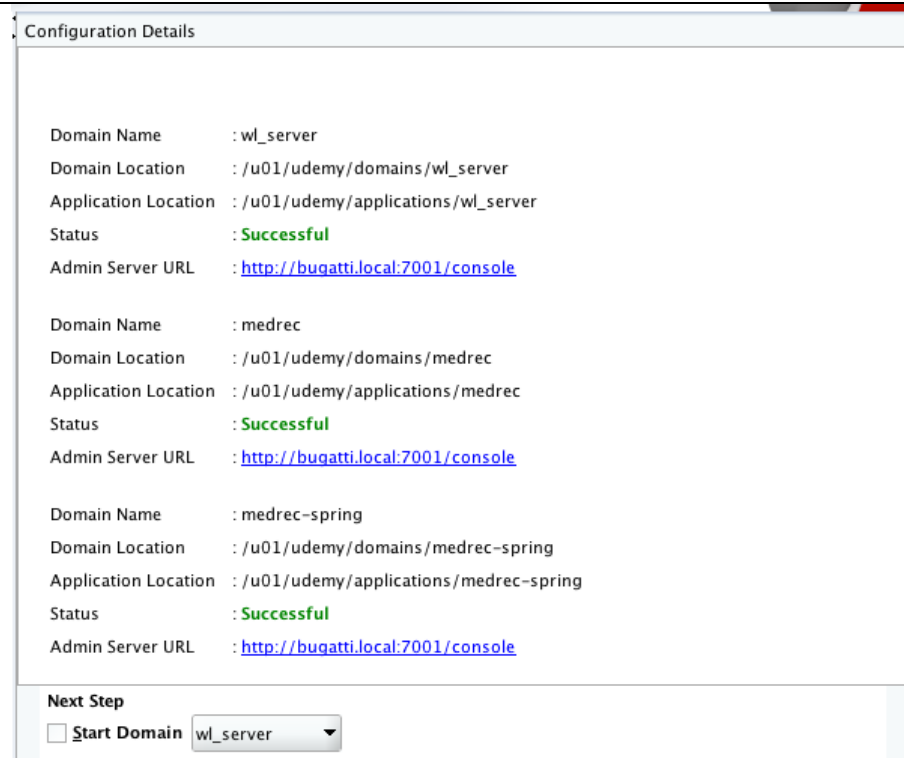 Configuration Details
Domain Name : wl_server
Domain Location : /u01/udemy/domains/wl_server
Application Location : /u01/udemy/applications/wl_server
Status : Successful
Admin Server URL : http://bugatti.local:7001/console
Domain Name : medrec
Domain Location : /u01/udemy/domains/medrec
Application Location : /u01/udemy/applications/medrec
Status : Successful
Admin Server URL : http://bugatti.local:7001/console
Domain Name : medrec-spring
Domain Location : /u01/udemy/domains/medrec-spring
Application Location : /u01/udemy/applications/medrec-spring
Status : Successful
Admin Server URL : http://bugatti.local:7001/console
Next Step
Start Domain wl_server